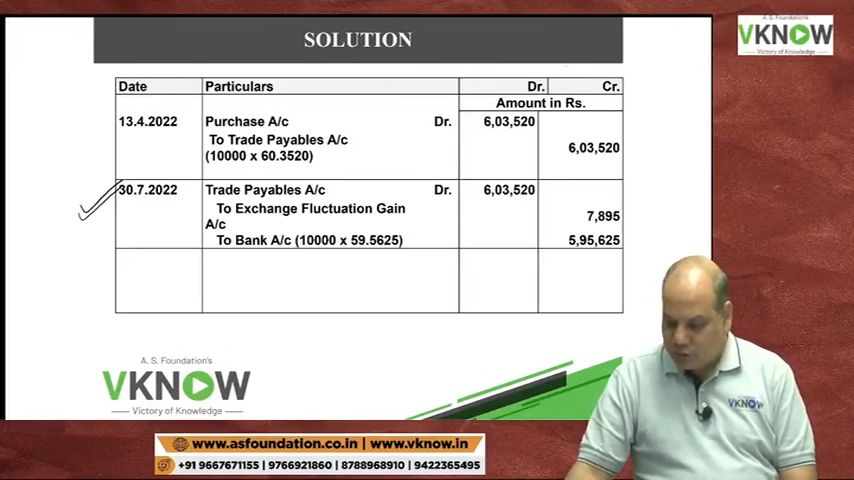 SOLUTION
A. S. Foundation's
VKNOW
Victory of Knowledge
Date Particulars Dr. Cr.
Amount in Rs.
13.4.2022 Purchase A/c Dr. 6,03,520
To Trade Payables A/c
(10000 x 60.3520) 6,03,520
30.7.2022 Trade Payables A/c Dr. 6,03,520
To Exchange Fluctuation Gain
A/c 7,895
To Bank A/c (10000 x 59.5625) 5,95,625
A. S. Foundation's
VKNOW
Victory of Knowledge
VKNOW
www.asfoundation.co.in | www.vknow.in
+91 9667671155 | 9766921860 | 8788968910 | 9422365495